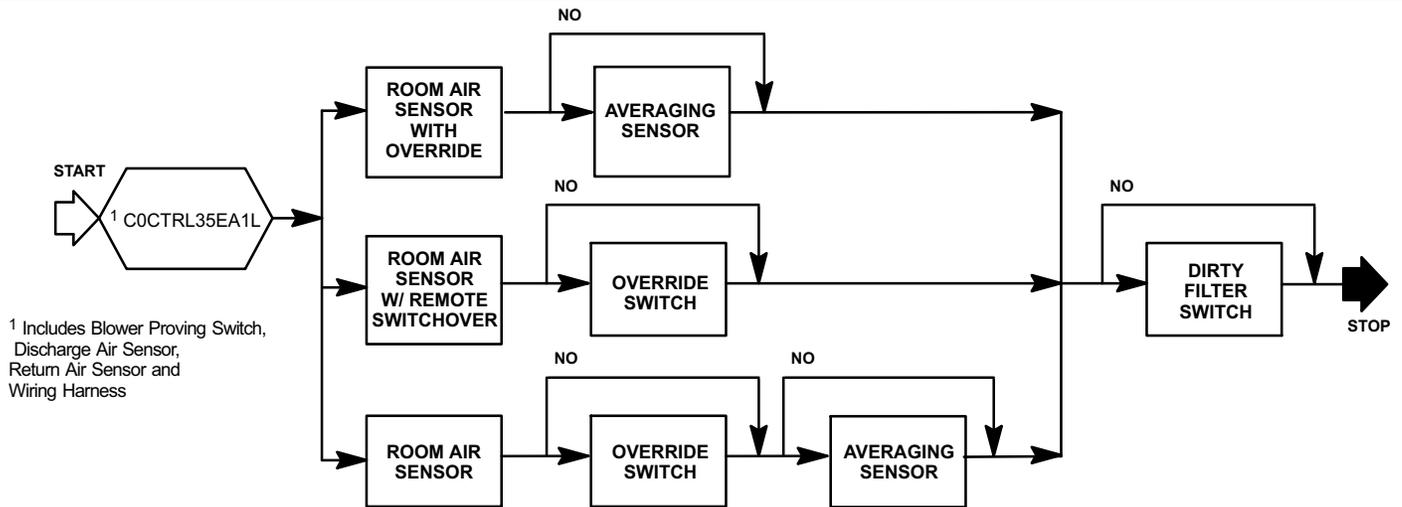 NO
ROOM AIR
SENSOR
WITH
OVERRIDE
AVERAGING
SENSOR
START
1 C0CTRL35EA1L
NO
ROOM AIR
SENSOR
W/ REMOTE
SWITCHOVER
OVERRIDE
SWITCH
NO
DIRTY
FILTER
SWITCH
STOP
1 Includes Blower Proving Switch,
Discharge Air Sensor,
Return Air Sensor and
Wiring Harness
NO
NO
ROOM AIR
SENSOR
OVERRIDE
SWITCH
AVERAGING
SENSOR